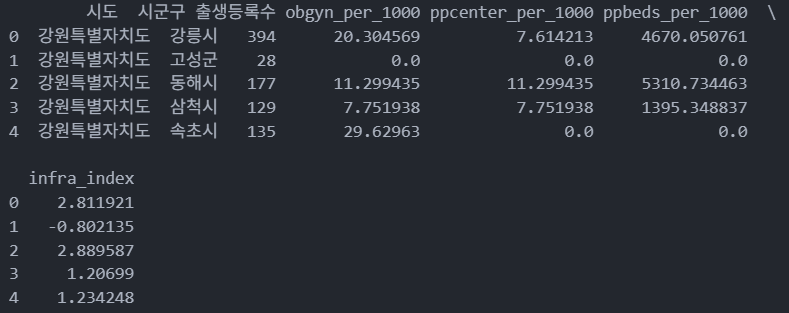 시도 시군구 출생등록수 obgyn_per_1000 ppcenter_per_1000 ppbeds_per_1000 \
0 강원특별자치도 강릉시 394 20.304569 7.614213 4670.050761
1 강원특별자치도 고성군 28 0.0 0.0 0.0
2 강원특별자치도 동해시 177 11.299435 11.299435 5310.734463
3 강원특별자치도 삼척시 129 7.751938 7.751938 1395.348837
4 강원특별자치도 속초시 135 29.62963 0.0 0.0
infra_index
0 2.811921
1 -0.802135
2 2.889587
3 1.20699
4 1.234248